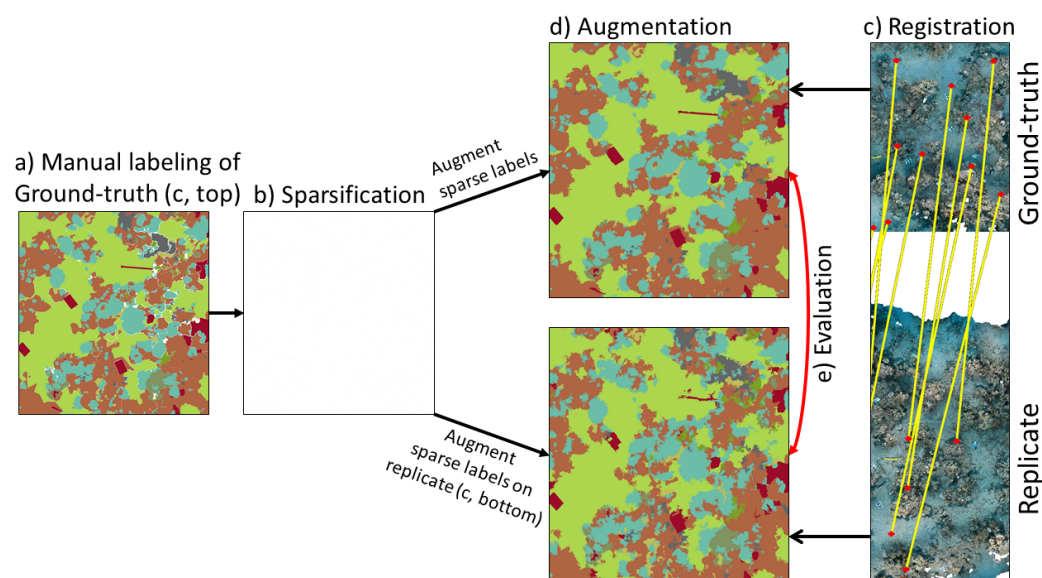 d) Augmentation
c) Registration
a) Manual labeling of
Ground-truth (c, top)
b) Sparsification
Augment
sparse labels
Augment
sparse labels on
replicate (c, bottom)
e) Evaluation
Ground-truth
Replicate